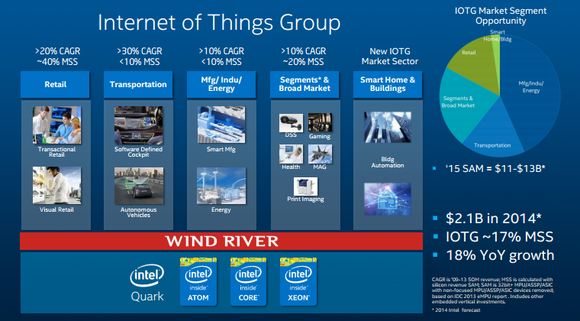 Internet of Things Group
>20% CAGR
~40% MSS
>30% CAGR
<10% MSS
>10% CAGR
<10% MSS
>10% CAGR
~20% MSS
New IOTG
Market Sector
Retail
Transportation
Mfg/ Indu/
Energy
Segments* &
Broad Market
Smart Home &
Buildings
Transactional
Retail
Visual Retail
Software Defined
Cockpit
Autonomous
Vehicles
Smart Mfg
Energy
DSS
Gaming
Health
MAG
Print Imaging
Bldg
Automation
WIND RIVER
intel
Quark
intel
inside
ATOM
intel
inside
CORE
intel
inside
XEON
IOTG Market Segment
Opportunity
Smart
Home/Bldg
Retail
Mfg/Indu/
Energy
Segments &
Broad Market
Transportation
'15 SAM = $11-$13B*
$2.1B in 2014*
IOTG ~17% MSS
18% YoY growth
CAGR is '00-13 SOM revenue; MSS is calculated with
silicon revenue SAM; SAM is 32bit+ MPU/ASSP/ASIC
with non-focused MPU/ASSP/ASIC devices removed;
based on IDC 2013 eMPU report. Includes other
embedded vertical investments.
* 2014 Intel forecast